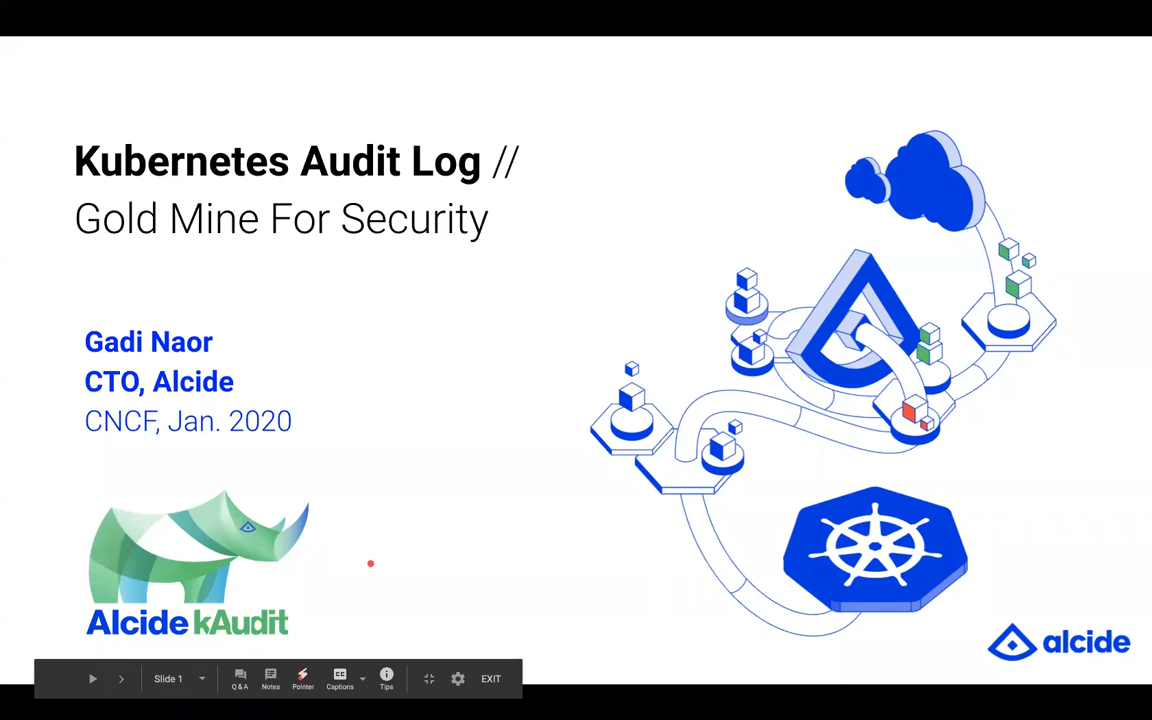 Kubernetes Audit Log //
Gold Mine For Security
Gadi Naor
CTO, Alcide
CNCF, Jan. 2020
Alcide kAudit
alcide
Slide 1
Q & A
Notes
Pointer
CC
Captions
Tips
EXIT